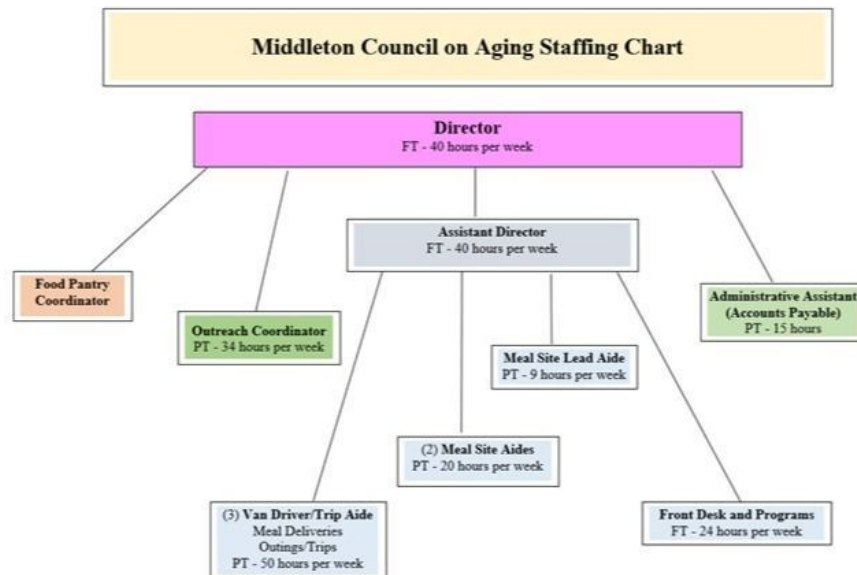 Middleton Council on Aging Staffing Chart
Director
FT - 40 hours per week
Assistant Director
FT - 40 hours per week
Food Pantry
Coordinator
Outreach Coordinator
PT - 34 hours per week
Administrative Assistant
(Accounts Payable)
PT - 15 hours
Meal Site Lead Aide
PT - 9 hours per week
(2) Meal Site Aides
PT - 20 hours per week
(3) Van Driver/Trip Aide
Meal Deliveries
Outings/Trips
PT - 50 hours per week
Front Desk and Programs
FT - 24 hours per week